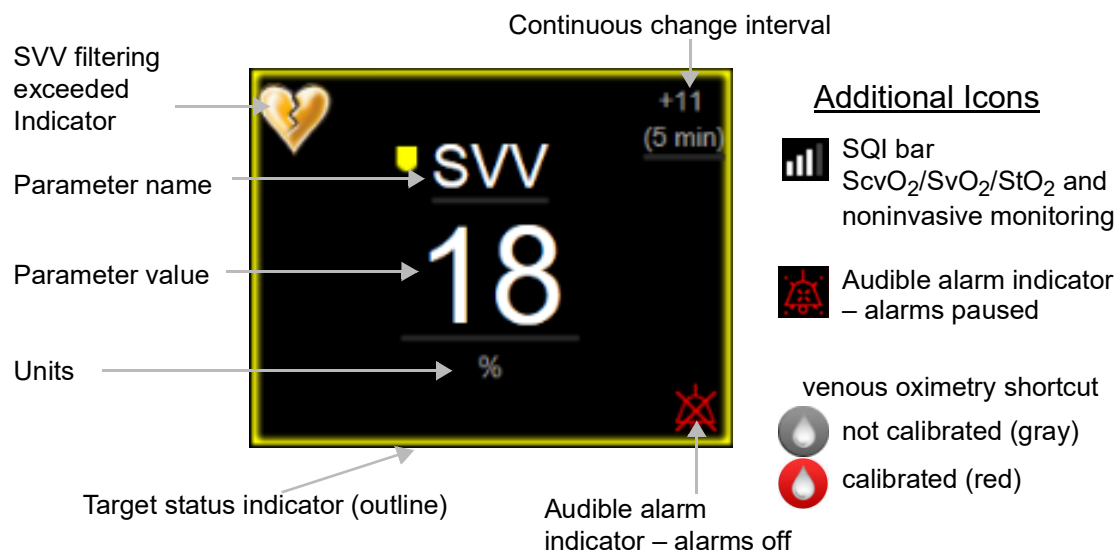 Continuous change interval
SVV filtering
exceeded
Indicator
+11
(5 min)
SVV
Parameter name
18
Parameter value
%
Units
Target status indicator (outline)
Audible alarm
indicator – alarms off
Additional Icons
SQI bar
ScvO₂/SvO₂/StO₂ and
noninvasive monitoring
Audible alarm indicator
– alarms paused
venous oximetry shortcut
not calibrated (gray)
calibrated (red)